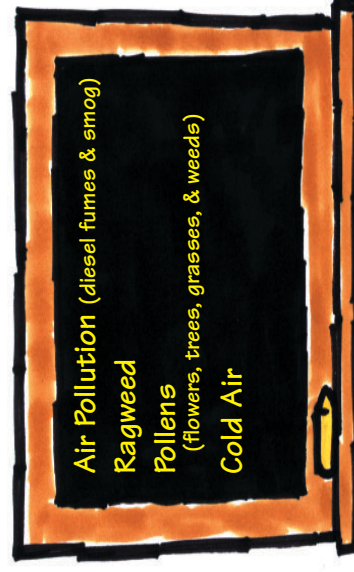 Air Pollution (diesel fumes & smog)
Ragweed
Pollens
(flowers, trees, grasses, & weeds)
Cold Air